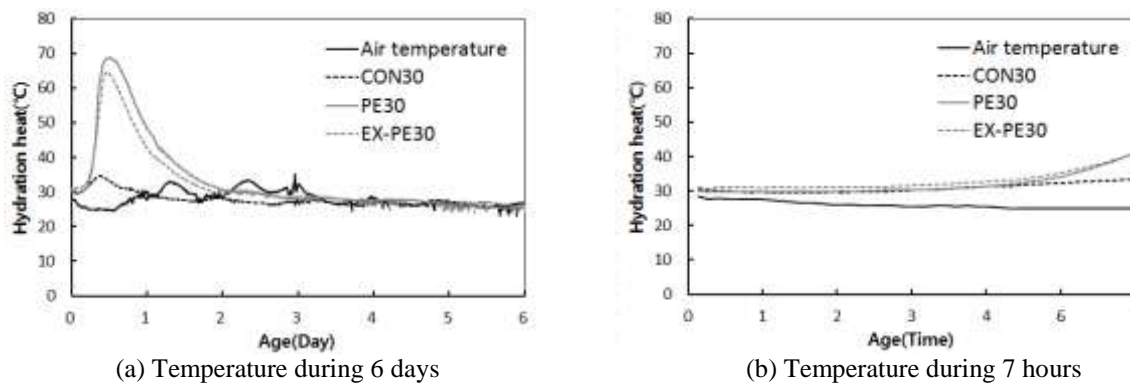 80
70
60
50
40
30
20
10
0
Hydration heat(℃)
Air temperature
CON30
PE30
EX-PE30
0 1 2 3 4 5 6
Age(Day)
(a) Temperature during 6 days
80
70
60
50
40
30
20
10
0
Hydration heat(℃)
Air temperature
CON30
PE30
EX-PE30
0 1 2 3 4 6
Age(Time)
(b) Temperature during 7 hours